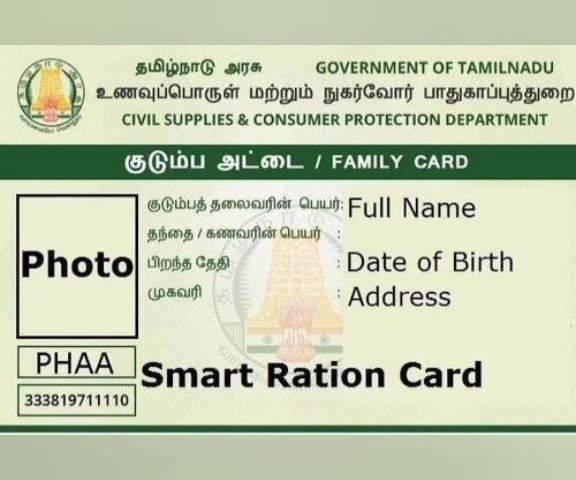 தமிழ்நாடு அரசு GOVERNMENT OF TAMILNADU
உணவுப்பொருள் மற்றும் நுகர்வோர் பாதுகாப்புத்துறை
CIVIL SUPPLIES & CONSUMER PROTECTION DEPARTMENT
குடும்ப அட்டை / FAMILY CARD
குடும்பத் தலைவரின் பெயர்: Full Name
தந்தை / கணவரின் பெயர் :
Photo
பிறந்த தேதி : Date of Birth
முகவரி : Address
PHAA
Smart Ration Card
333819711110